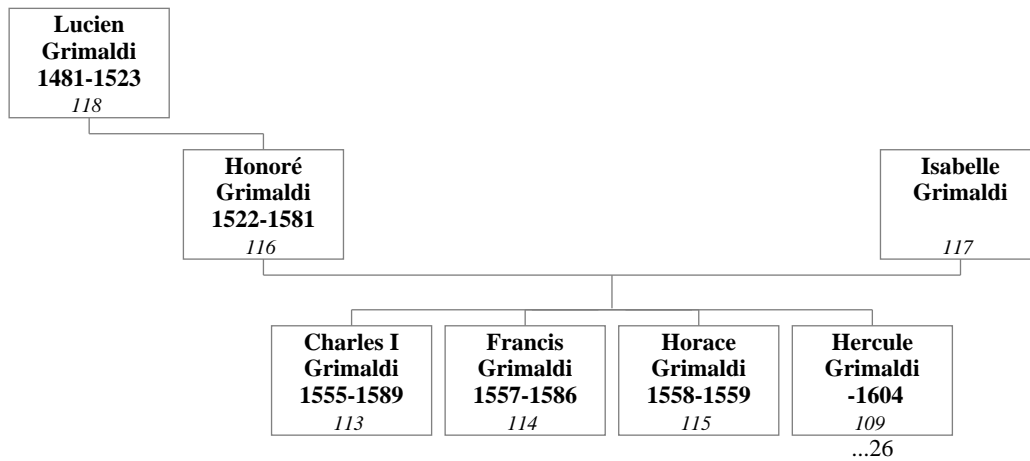 Lucien
Grimaldi
1481-1523
118
Honoré
Grimaldi
1522-1581
116
Isabelle
Grimaldi
117
Charles I
Grimaldi
1555-1589
113
Francis
Grimaldi
1557-1586
114
Horace
Grimaldi
1558-1559
115
Hercule
Grimaldi
-1604
109
...26